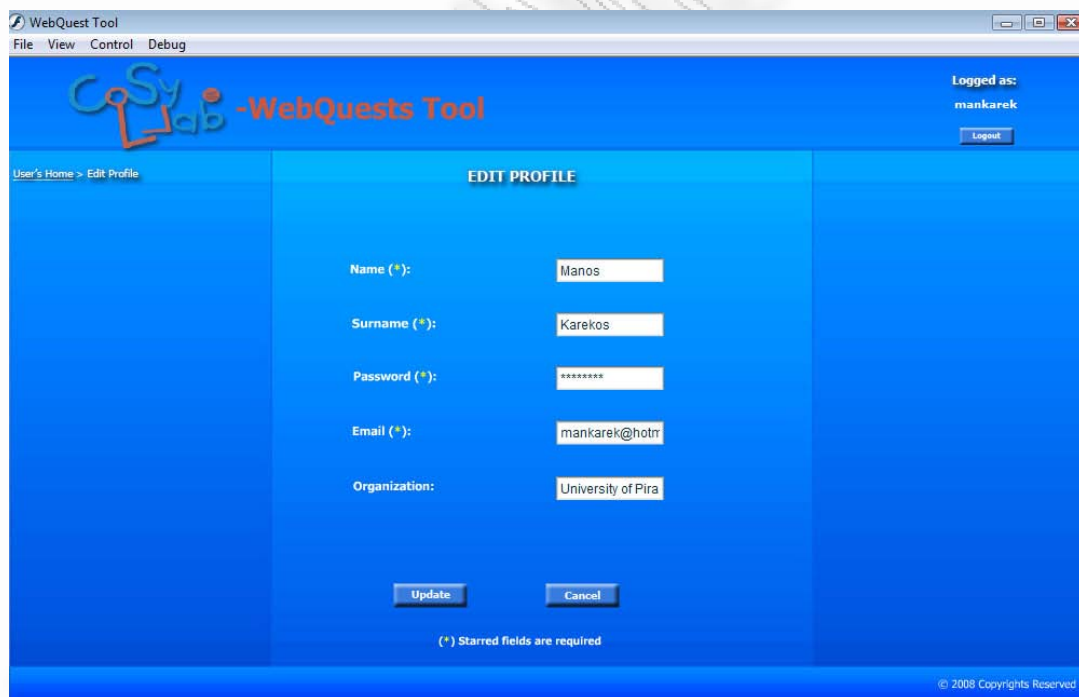 WebQuest Tool
File View Control Debug
CoSy Lab -WebQuests Tool
Logged as:
mankarek
Logout
User's Home > Edit Profile
EDIT PROFILE
Name (*):
Manos
Surname (*):
Karekos
Password (*):
********
Email (*):
mankarek@hotm
Organization:
University of Pira
Update
Cancel
(*) Starred fields are required
© 2008 Copyrights Reserved